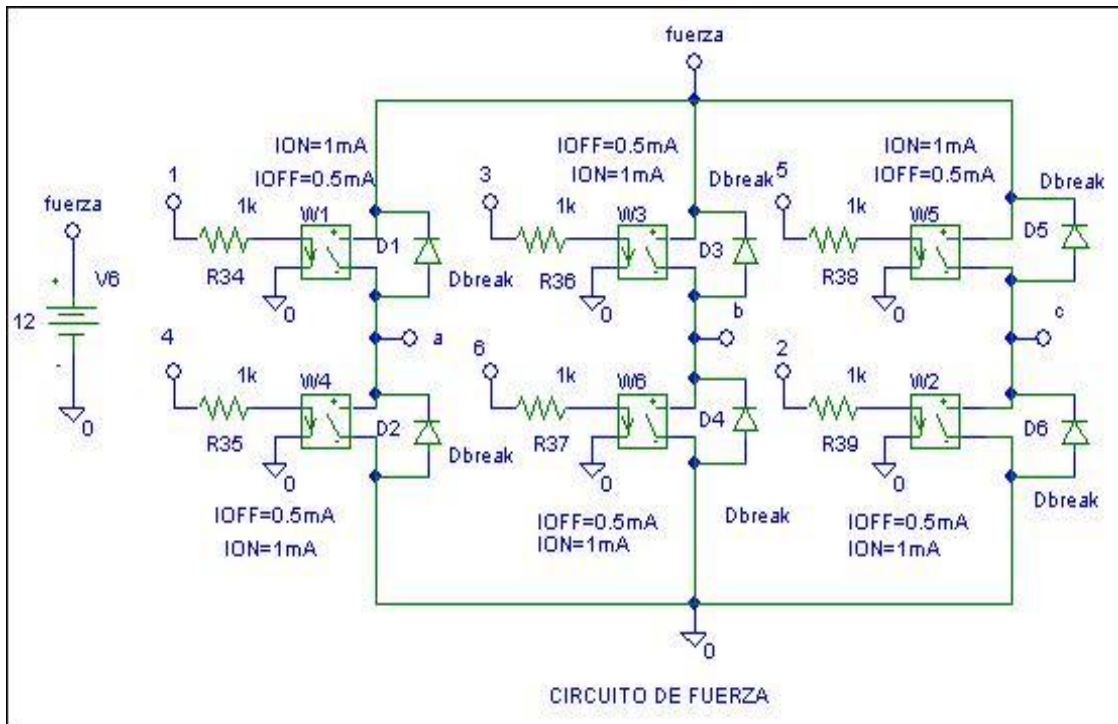 fuerza
ION=1mA
IOFF=0.5mA
IOFF=0.5mA
ION=1mA
ION=1mA
IOFF=0.5mA
1
3
Dbreak
5
Dbreak
fuerza
1k
W1
1k
W3
1k
W5
D1
D3
D5
V6
R34
Dbreak
R36
R38
+
12
-
0
0
0
a
b
c
4
6
2
1k
W4
1k
W6
1k
W2
D2
D4
D6
0
R35
Dbreak
R37
R39
0
0
0
Dbreak
Dbreak
IOFF=0.5mA
ION=1mA
IOFF=0.5mA
ION=1mA
IOFF=0.5mA
ION=1mA
0
CIRCUITO DE FUERZA